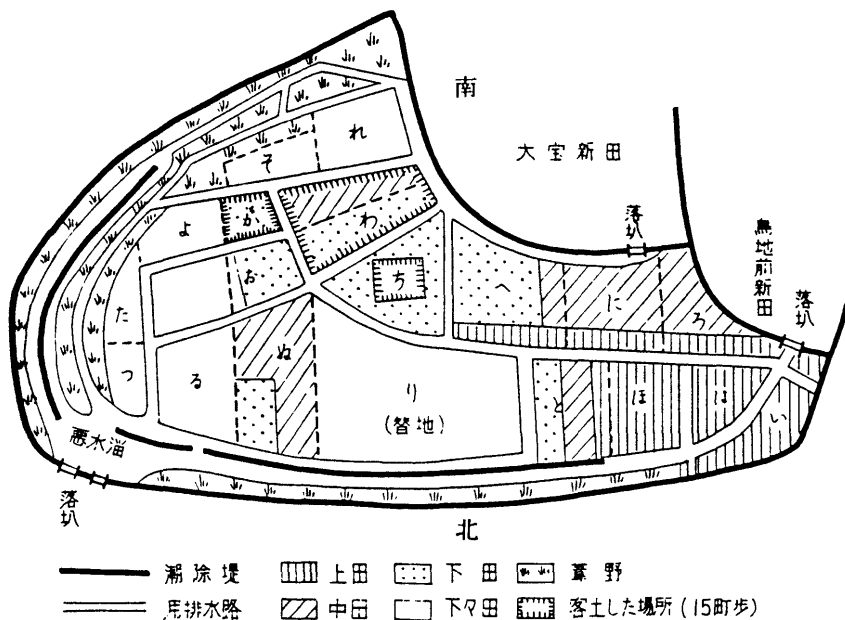 南
大宝新田
落圦
鳥地前新田
落圦
れ
そ
よ
が
わ
た
お
ち
へ
に
ろ
つ
る
ぬ
り
(替地)
と
ほ
は
い
悪水溜
落圦
北
潮除堤
上田
下田
葦野
用排水路
中田
下々田
客土した場所(15町歩)